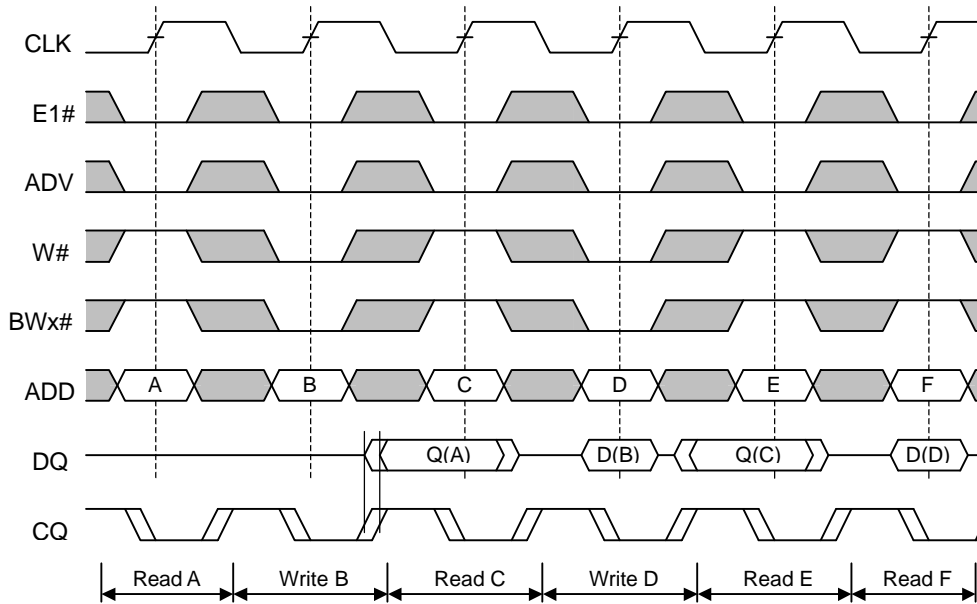 CLK
E1#
ADV
W#
BWx#
ADD A B C D E F
DQ Q(A) D(B) Q(C) D(D)
CQ
Read A Write B Read C Write D Read E Read F